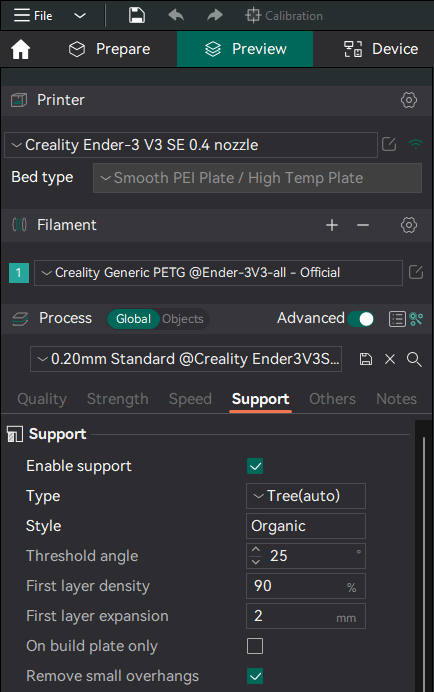 File Calibration
Prepare Preview Device
Printer
Creality Ender-3 V3 SE 0.4 nozzle
Bed type Smooth PEI Plate / High Temp Plate
Filament
1 Creality Generic PETG @Ender-3V3-all - Official
Process Global Objects Advanced
0.20mm Standard @Creality Ender3V3S...
Quality Strength Speed Support Others Notes
Support
Enable support
Type Tree(auto)
Style Organic
Threshold angle 25 °
First layer density 90 %
First layer expansion 2 mm
On build plate only
Remove small overhangs